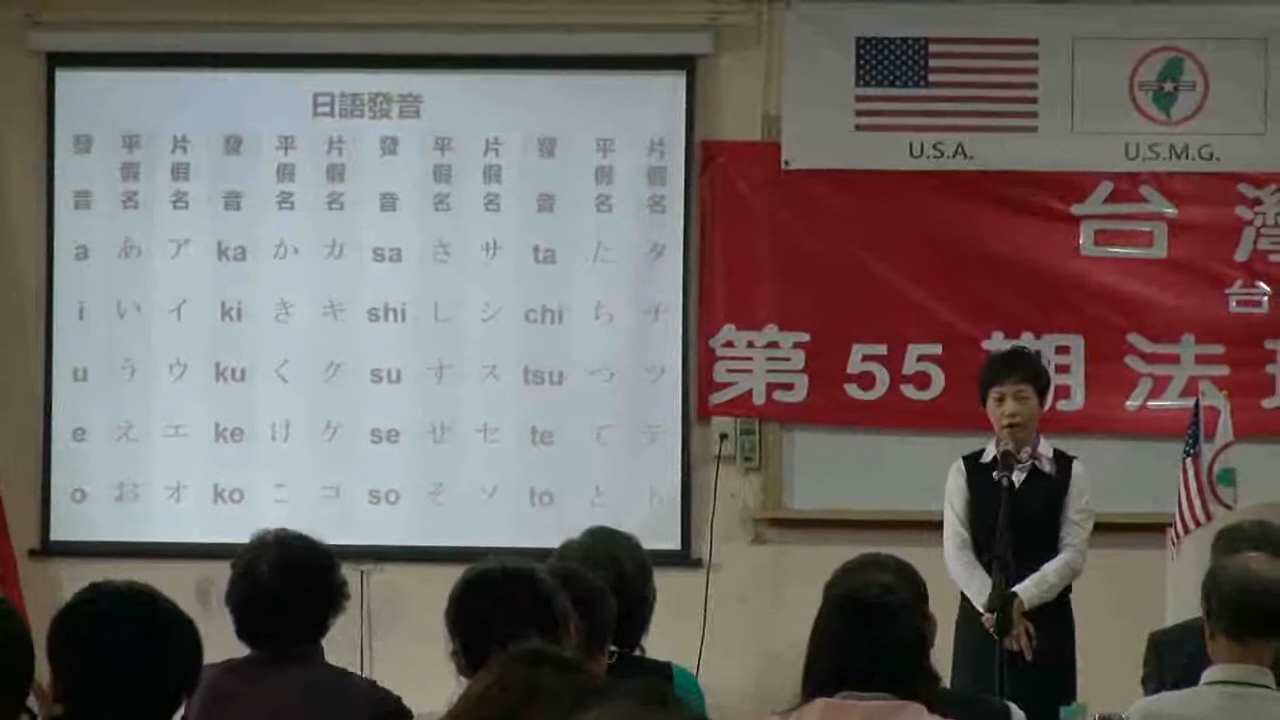 日語發音
發音 平假名 片假名 發音 平假名 片假名 發音 平假名 片假名 發音 平假名 片假名
a あ ア ka か カ sa さ サ ta た タ
i い イ ki き キ shi し シ chi ち チ
u う ウ ku く ク su す ス tsu つ ツ
e え エ ke け ケ se せ セ te て テ
o お オ ko こ コ so そ ソ to と ト
U.S.A. U.S.M.G.
台灣
台
第55期法